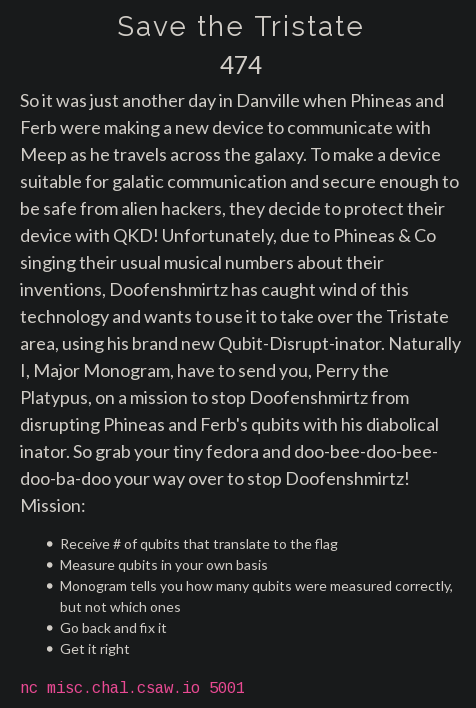 Save the Tristate
474
So it was just another day in Danville when Phineas and
Ferb were making a new device to communicate with
Meep as he travels across the galaxy. To make a device
suitable for galatic communication and secure enough to
be safe from alien hackers, they decide to protect their
device with QKD! Unfortunately, due to Phineas & Co
singing their usual musical numbers about their
inventions, Doofenshmirtz has caught wind of this
technology and wants to use it to take over the Tristate
area, using his brand new Qubit-Disrupt-inator. Naturally
I, Major Monogram, have to send you, Perry the
Platypus, on a mission to stop Doofenshmirtz from
disrupting Phineas and Ferb's qubits with his diabolical
inator. So grab your tiny fedora and doo-bee-doo-bee-
doo-ba-doo your way over to stop Doofenshmirtz!
Mission:
• Receive # of qubits that translate to the flag
• Measure qubits in your own basis
• Monogram tells you how many qubits were measured correctly,
but not which ones
• Go back and fix it
• Get it right
nc misc.chal.csaw.io 5001